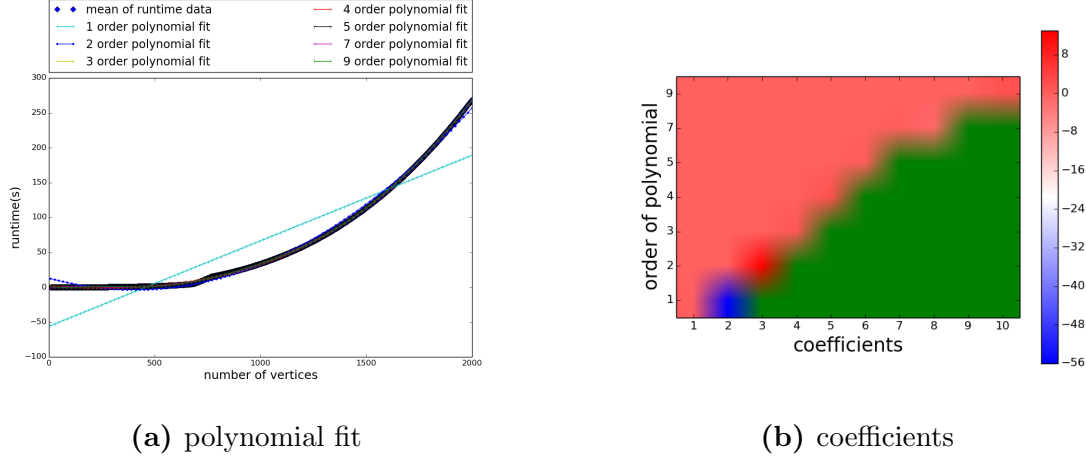 mean of runtime data
1 order polynomial fit
2 order polynomial fit
3 order polynomial fit
4 order polynomial fit
5 order polynomial fit
7 order polynomial fit
9 order polynomial fit
300
250
200
150
100
50
0
−50
−100
runtime(s)
0 500 1000 1500 2000
number of vertices
(a) polynomial fit
order of polynomial
9
7
5
4
3
2
1
1 2 3 4 5 6 7 8 9 10
coefficients
8
0
−8
−16
−24
−32
−40
−48
−56
(b) coefficients